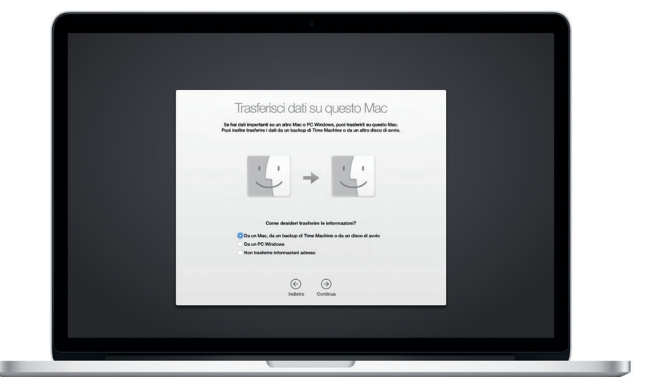 Trasferisci dati su questo Mac
Se hai dati importanti su un altro Mac o PC Windows, puoi trasferirli su questo Mac.
Puoi inoltre trasferire i dati da un backup di Time Machine o da un altro disco di avvio.
Come desideri trasferire le informazioni?
Da un Mac, da un backup di Time Machine o da un disco di avvio
Da un PC Windows
Non trasferire informazioni adesso
Indietro Continua